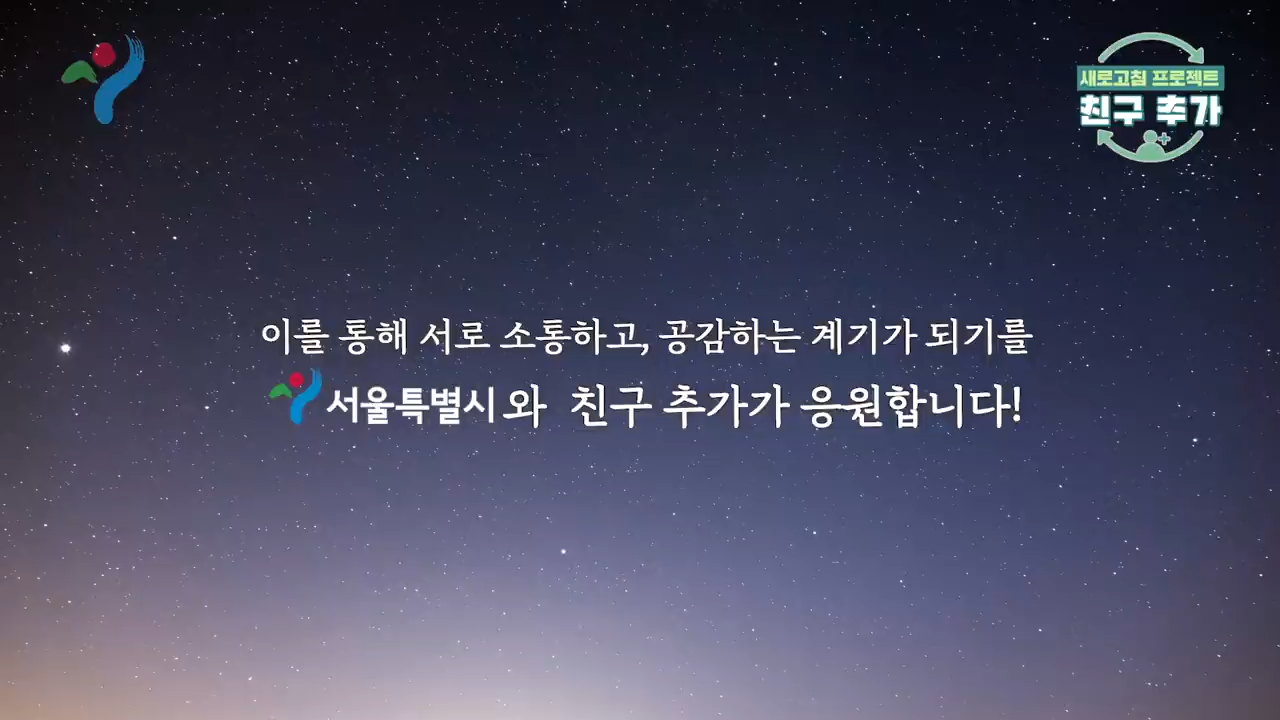 새로고침 프로젝트
친구 추가
이를 통해 서로 소통하고, 공감하는 계기가 되기를
서울특별시와 친구 추가가 응원합니다!